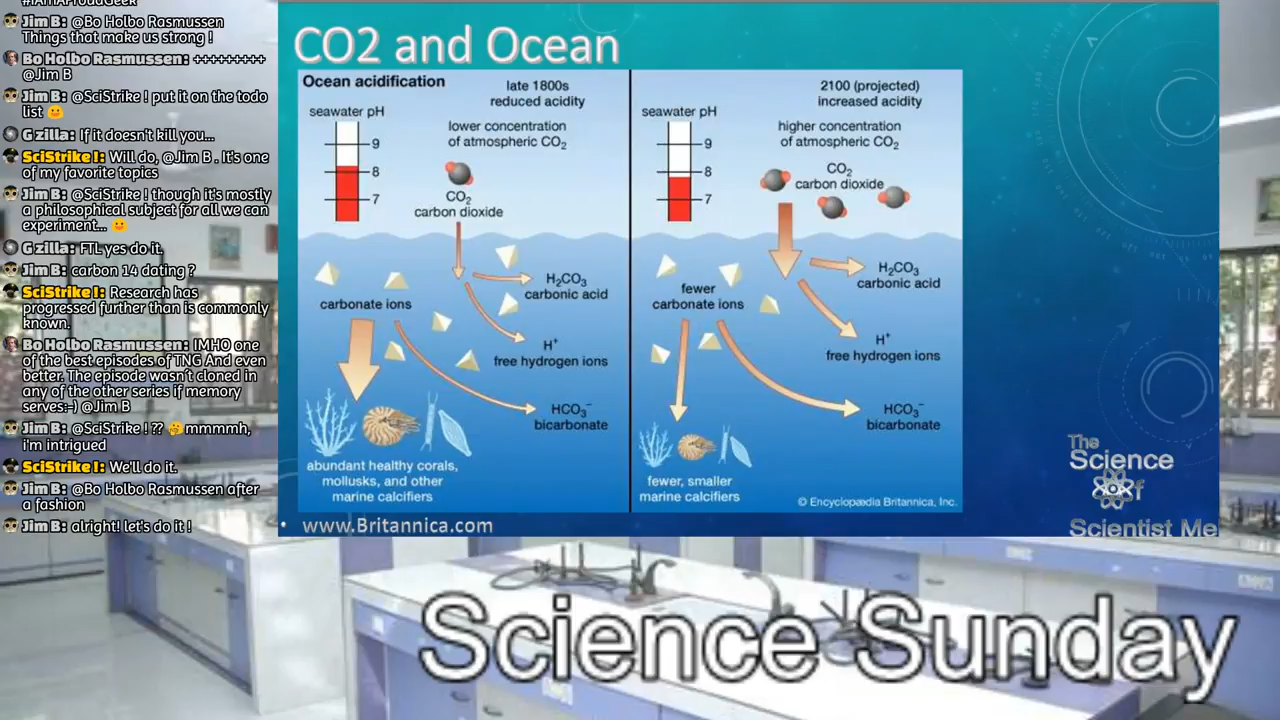 #IAmAProudGeek
Jim B: @Bo Holbo Rasmussen
Things that make us strong !
Bo Holbo Rasmussen: +++++++++
@Jim B
Jim B: @SciStrike ! put it on the todo
list 🙂
G zilla: If it doesn't kill you...
SciStrike !: Will do, @Jim B . It's one
of my favorite topics
Jim B: @SciStrike ! though it's mostly
a philosophical subject for all we can
experiment... 🙂
G zilla: FTL yes do it.
Jim B: carbon 14 dating ?
SciStrike !: Research has
progressed further than is commonly
known.
Bo Holbo Rasmussen: IMHO one
of the best episodes of TNG And even
better. The episode wasn't cloned in
any of the other series if memory
serves:-) @Jim B
Jim B: @SciStrike ! ?? 🤔 mmmmh,
i'm intrigued
SciStrike !: We'll do it.
Jim B: @Bo Holbo Rasmussen after
a fashion
Jim B: alright! let's do it !
CO2 and Ocean
Ocean acidification
late 1800s
reduced acidity
seawater pH
9
8
7
lower concentration
of atmospheric CO₂
CO₂
carbon dioxide
carbonate ions
H₂CO₃
carbonic acid
H⁺
free hydrogen ions
HCO₃⁻
bicarbonate
abundant healthy corals,
mollusks, and other
marine calcifiers
2100 (projected)
increased acidity
seawater pH
9
8
7
higher concentration
of atmospheric CO₂
CO₂
carbon dioxide
fewer
carbonate ions
H₂CO₃
carbonic acid
H⁺
free hydrogen ions
HCO₃⁻
bicarbonate
fewer, smaller
marine calcifiers
© Encyclopædia Britannica, Inc.
• www.Britannica.com
The
Science
of
Scientist Me
Science Sunday